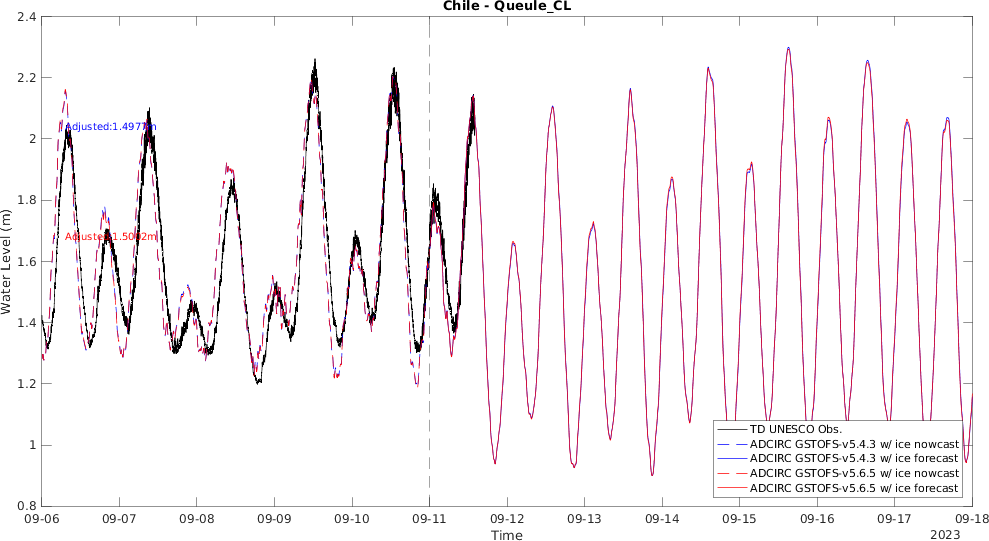 Chile - Queule_CL
2.4
2.2
2
1.8
1.6
1.4
1.2
1
0.8
Water Level (m)
Adjusted:1.4977m
Adjusted:1.5002m
TD UNESCO Obs.
ADCIRC GSTOFS-v5.4.3 w/ ice nowcast
ADCIRC GSTOFS-v5.4.3 w/ ice forecast
ADCIRC GSTOFS-v5.6.5 w/ ice nowcast
ADCIRC GSTOFS-v5.6.5 w/ ice forecast
09-06 09-07 09-08 09-09 09-10 09-11 09-12 09-13 09-14 09-15 09-16 09-17 09-18
Time
2023